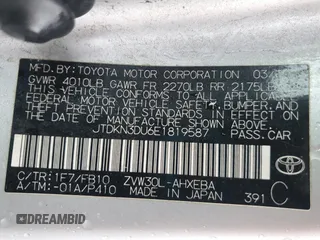 MFD.BY:TOYOTA MOTOR CORPORATION 03/
GVWR 4010LB GAWR FR 2270LB RR 2175LB
THIS VEHICLE CONFORMS TO ALL APPLICABLE
FEDERAL MOTOR VEHICLE SAFETY, BUMPER, AND
THEFT PREVENTION STANDARDS IN EFFECT ON THE
DATE OF MANUFACTURE SHOWN ABOVE.
JTDKN3DU6E1819587
C/TR:1F7/FB10 ZVW30L-AHXEBA
A/TM:-01A/P410 MADE IN JAPAN 391 C
TOYOTA
DREAMBID